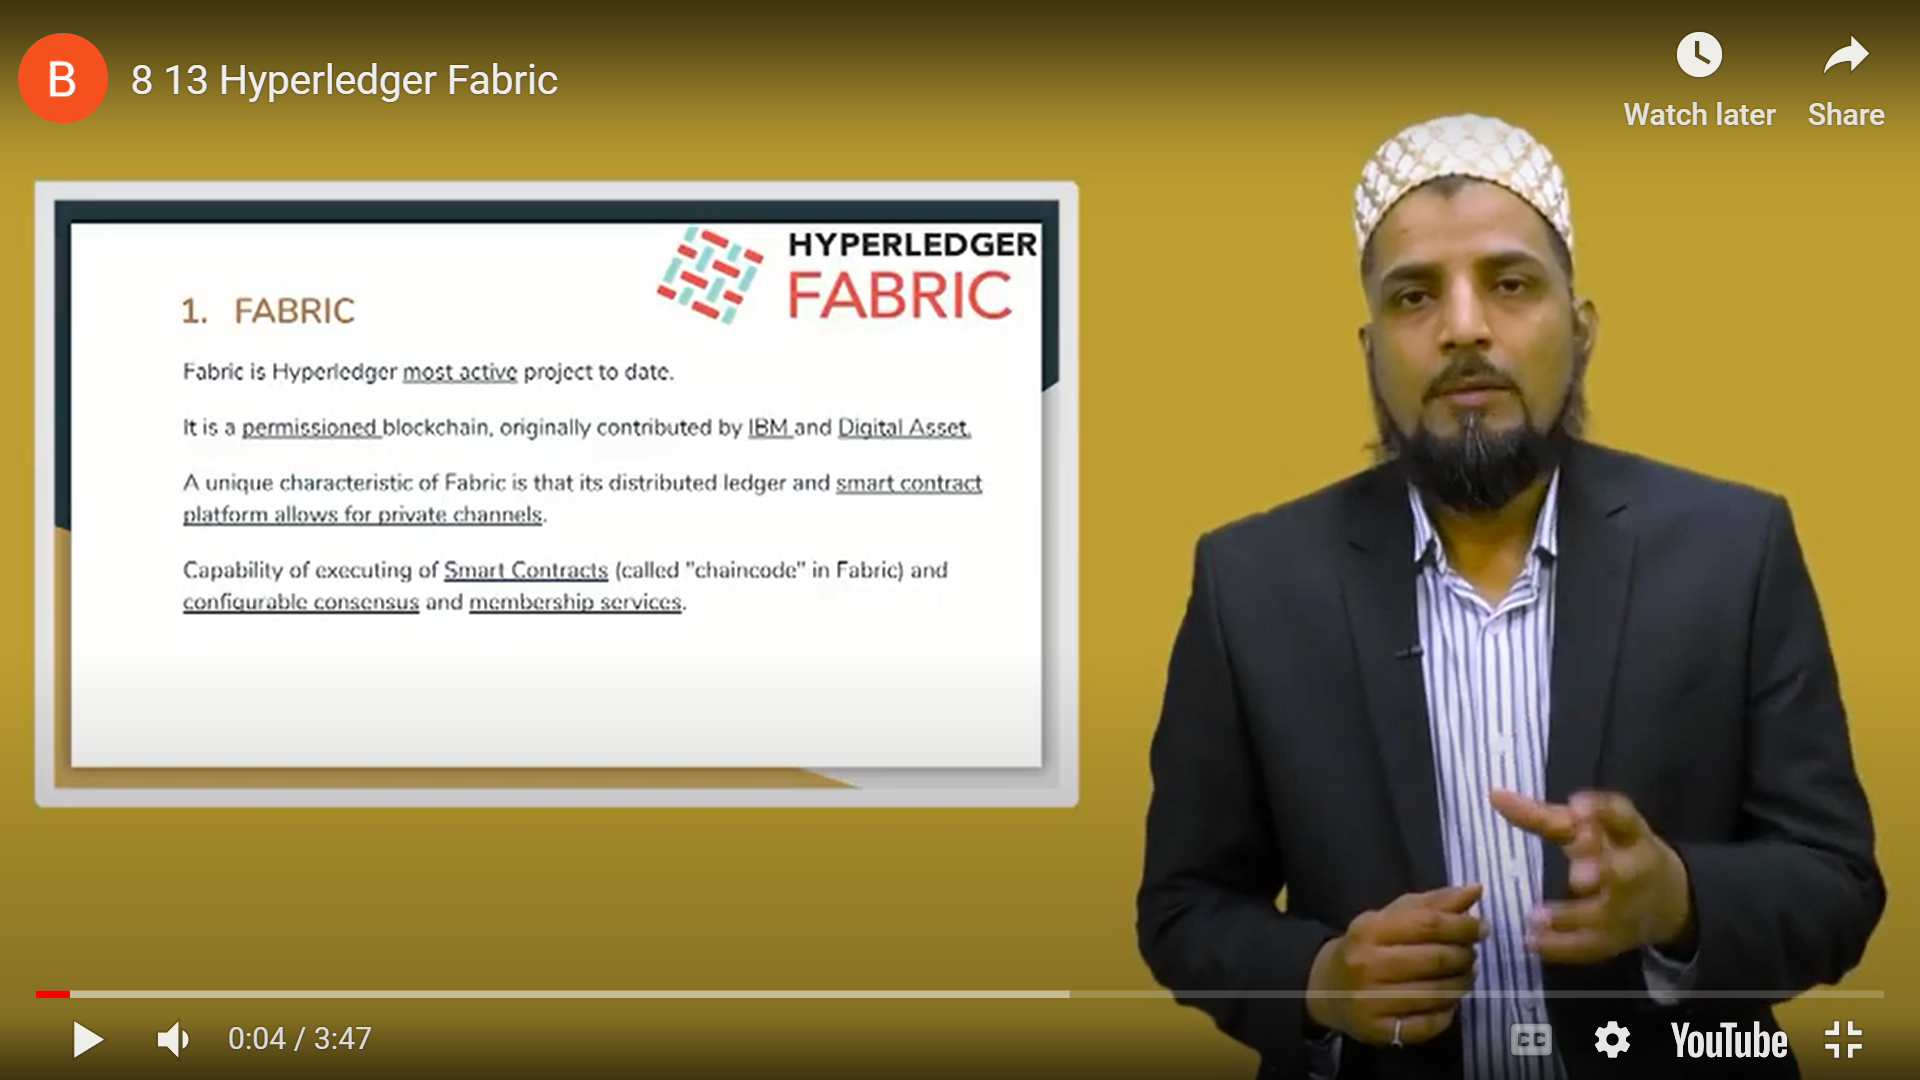 B
8 13 Hyperledger Fabric
Watch later
Share
HYPERLEDGER
FABRIC
1. FABRIC
Fabric is Hyperledger most active project to date.
It is a permissioned blockchain, originally contributed by IBM and Digital Asset.
A unique characteristic of Fabric is that its distributed ledger and smart contract
platform allows for private channels.
Capability of executing of Smart Contracts (called "chaincode" in Fabric) and
configurable consensus and membership services.
0:04 / 3:47
CC
YouTube